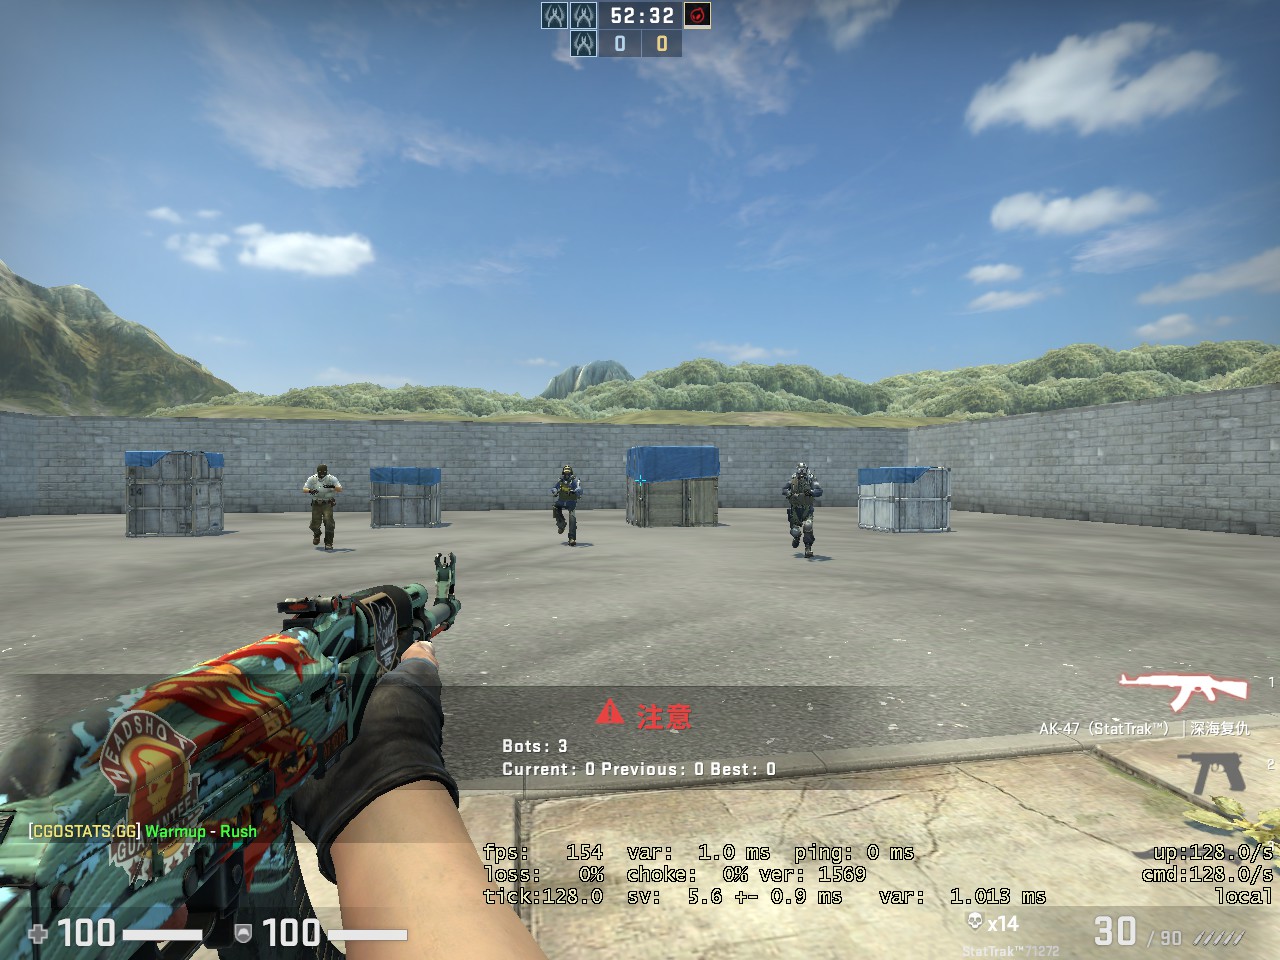 52:32
0 0
注意
Bots: 3
Current: 0 Previous: 0 Best: 0
1
AK-47 (StatTrak™) | 深海复仇
2
HEADSHOT
GUARANTEED
[CGOSTATS.GG] Warmup - Rush
fps: 154 var: 1.0 ms ping: 0 ms
loss: 0% choke: 0% ver: 1569
tick:128.0 sv: 5.6 +- 0.9 ms var: 1.013 ms
up:128.0/s
cmd:128.0/s
local
100 100
x14
StatTrak™71272
30 / 90